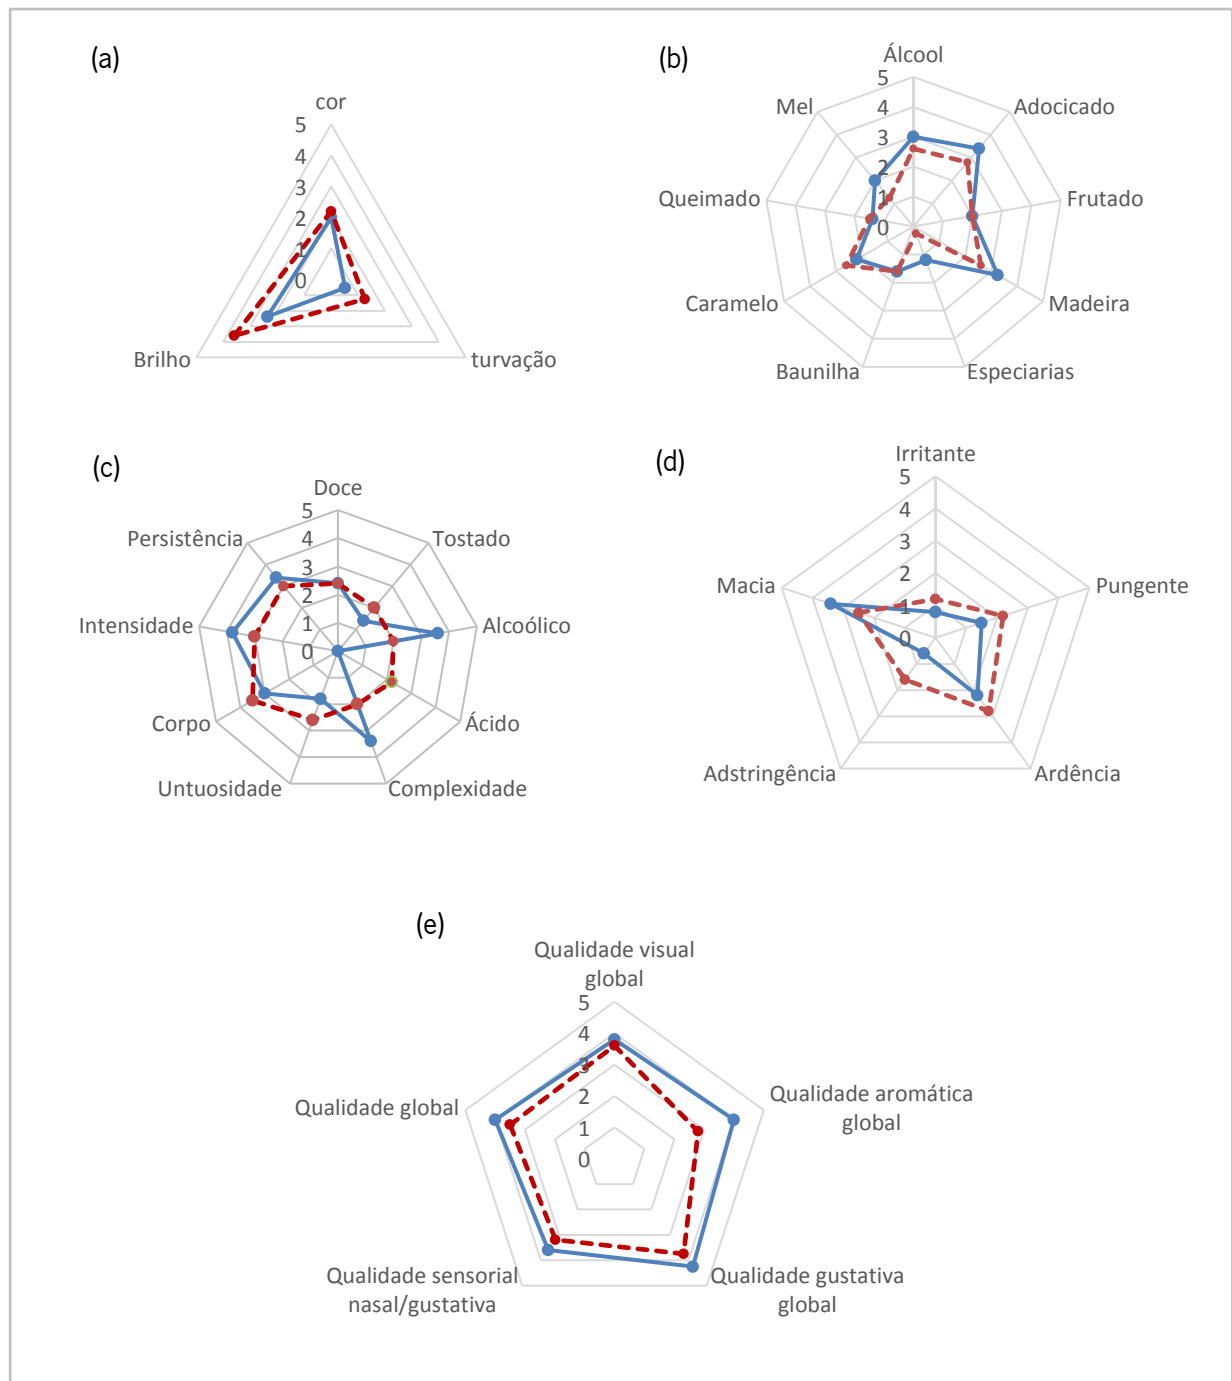 (a)
cor
5
4
3
2
1
0
Brilho
turvação
(b)
Álcool
5
4
3
2
1
0
Mel
Adocicado
Queimado
Frutado
Caramelo
Madeira
Baunilha
Especiarias
(c)
Doce
5
4
3
2
1
0
Persistência
Tostado
Intensidade
Alcoólico
Corpo
Ácido
Untuosidade
Complexidade
(d)
Irritante
5
4
3
2
1
0
Macia
Pungente
Adstringência
Ardência
(e)
Qualidade visual
global
5
4
3
2
1
0
Qualidade global
Qualidade aromática
global
Qualidade sensorial
nasal/gustativa
Qualidade gustativa
global